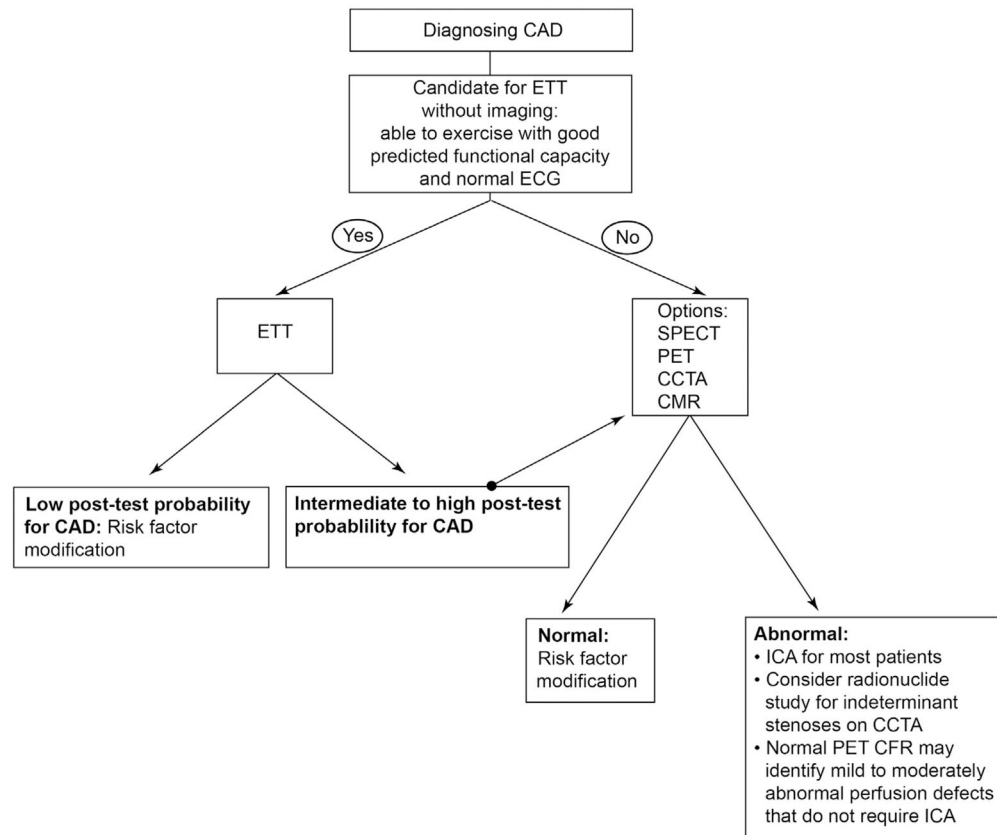 Diagnosing CAD
Candidate for ETT
without imaging:
able to exercise with good
predicted functional capacity
and normal ECG
Yes
No
ETT
Options:
SPECT
PET
CCTA
CMR
Low post-test probability
for CAD: Risk factor
modification
Intermediate to high post-test
probablility for CAD
Normal:
Risk factor
modification
Abnormal:
• ICA for most patients
• Consider radionuclide
study for indeterminant
stenoses on CCTA
• Normal PET CFR may
identify mild to moderately
abnormal perfusion defects
that do not require ICA